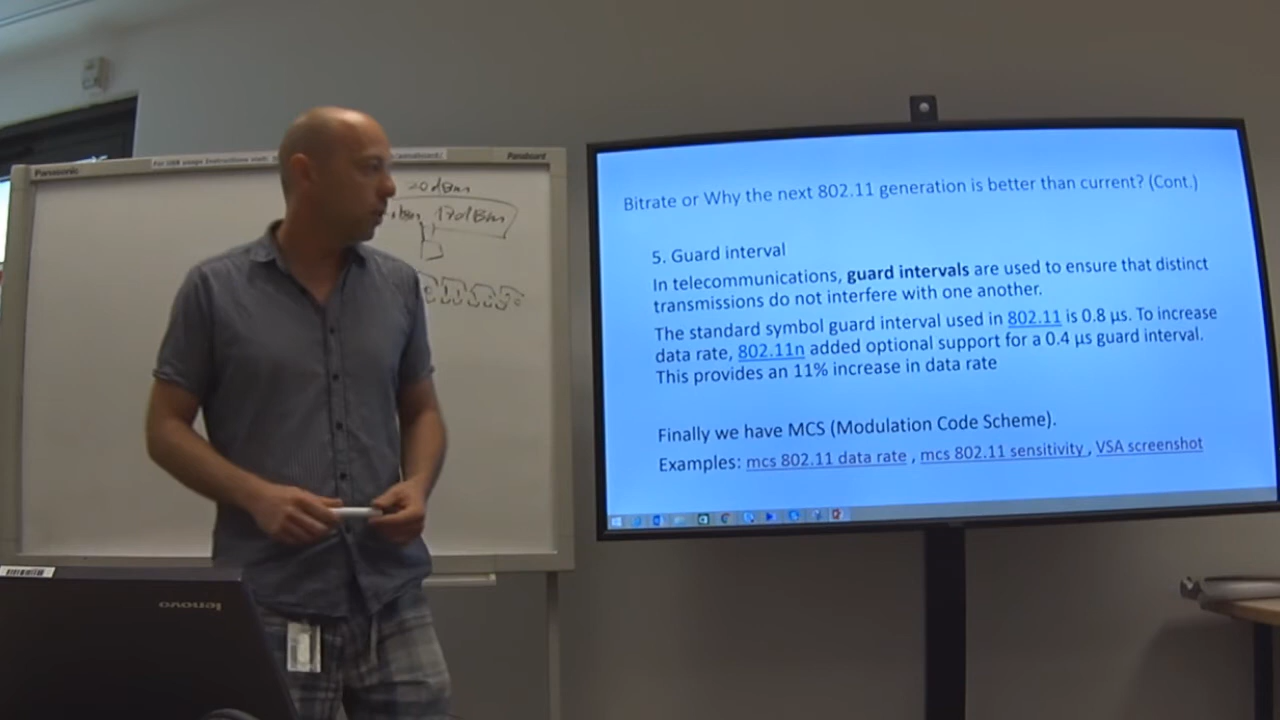 Panasonic
Panaboard
20dBm
17dBm
Bitrate or Why the next 802.11 generation is better than current? (Cont.)
5. Guard interval
In telecommunications, guard intervals are used to ensure that distinct
transmissions do not interfere with one another.
The standard symbol guard interval used in 802.11 is 0.8 μs. To increase
data rate, 802.11n added optional support for a 0.4 μs guard interval.
This provides an 11% increase in data rate
Finally we have MCS (Modulation Code Scheme).
Examples: mcs 802.11 data rate , mcs 802.11 sensitivity , VSA screenshot
lenovo